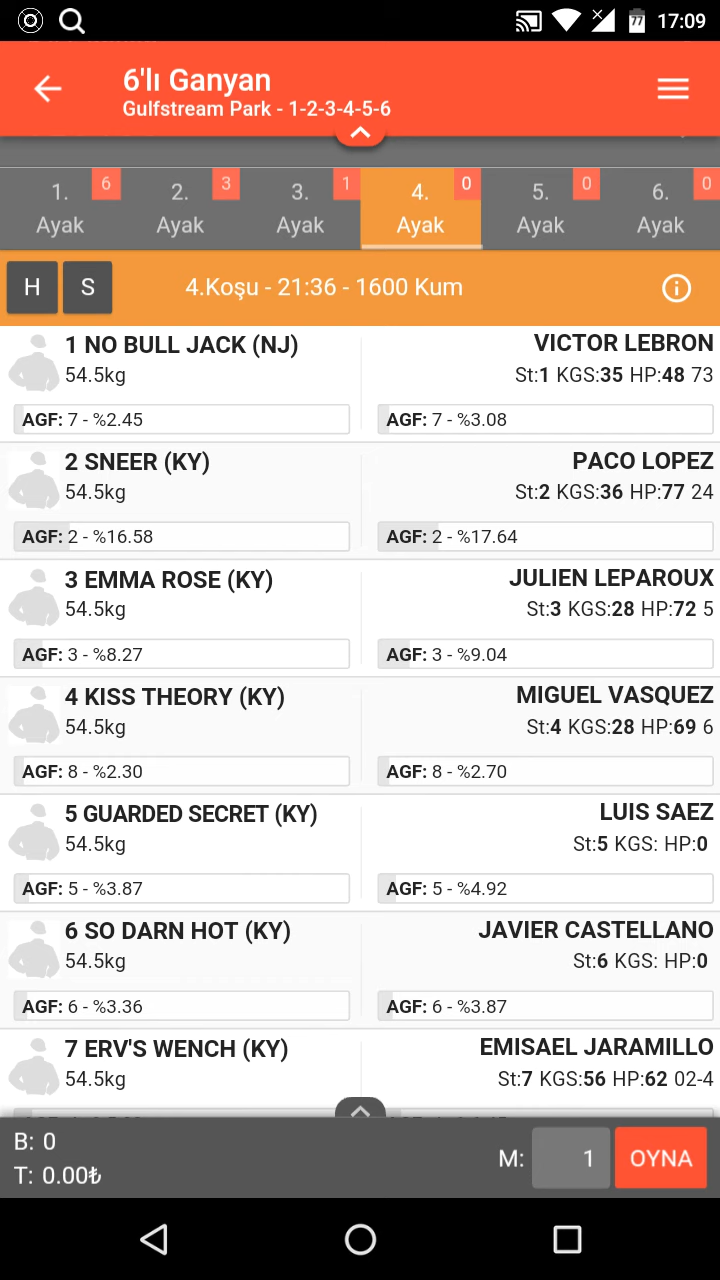 77 17:09
6'lı Ganyan
Gulfstream Park - 1-2-3-4-5-6
1. Ayak 6
2. Ayak 3
3. Ayak 1
4. Ayak 0
5. Ayak 0
6. Ayak 0
H S 4.Koşu - 21:36 - 1600 Kum
1 NO BULL JACK (NJ) VICTOR LEBRON
54.5kg St:1 KGS:35 HP:48 73
AGF: 7 - %2.45 AGF: 7 - %3.08
2 SNEER (KY) PACO LOPEZ
54.5kg St:2 KGS:36 HP:77 24
AGF: 2 - %16.58 AGF: 2 - %17.64
3 EMMA ROSE (KY) JULIEN LEPAROUX
54.5kg St:3 KGS:28 HP:72 5
AGF: 3 - %8.27 AGF: 3 - %9.04
4 KISS THEORY (KY) MIGUEL VASQUEZ
54.5kg St:4 KGS:28 HP:69 6
AGF: 8 - %2.30 AGF: 8 - %2.70
5 GUARDED SECRET (KY) LUIS SAEZ
54.5kg St:5 KGS: HP:0
AGF: 5 - %3.87 AGF: 5 - %4.92
6 SO DARN HOT (KY) JAVIER CASTELLANO
54.5kg St:6 KGS: HP:0
AGF: 6 - %3.36 AGF: 6 - %3.87
7 ERV'S WENCH (KY) EMISAEL JARAMILLO
54.5kg St:7 KGS:56 HP:62 02-4
B: 0
T: 0.00₺
M: 1 OYNA